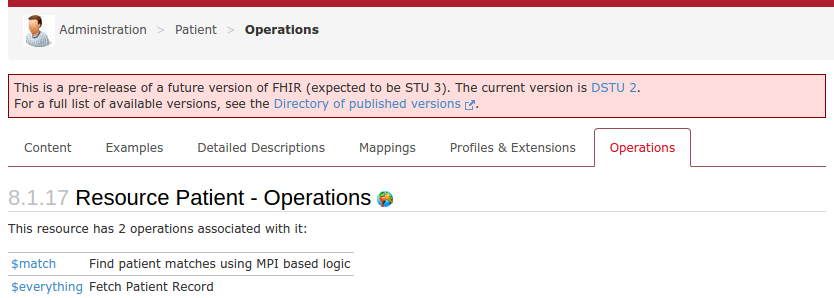 Administration > Patient > Operations
This is a pre-release of a future version of FHIR (expected to be STU 3). The current version is DSTU 2.
For a full list of available versions, see the Directory of published versions.
Content Examples Detailed Descriptions Mappings Profiles & Extensions Operations
8.1.17 Resource Patient - Operations
This resource has 2 operations associated with it:
$match Find patient matches using MPI based logic
$everything Fetch Patient Record